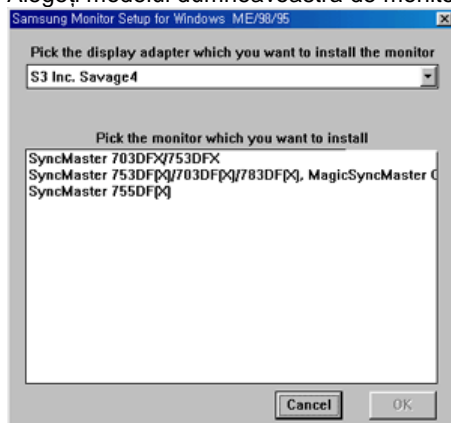 Alegeți modelul dumneavoastră de monito
Samsung Monitor Setup for Windows ME/98/95
Pick the display adapter which you want to install the monitor
S3 Inc. Savage4
Pick the monitor which you want to install
SyncMaster 703DFX/753DFX
SyncMaster 753DF[X]/703DF[X]/783DF[X], MagicSyncMaster
SyncMaster 755DF[X]
Cancel
OK